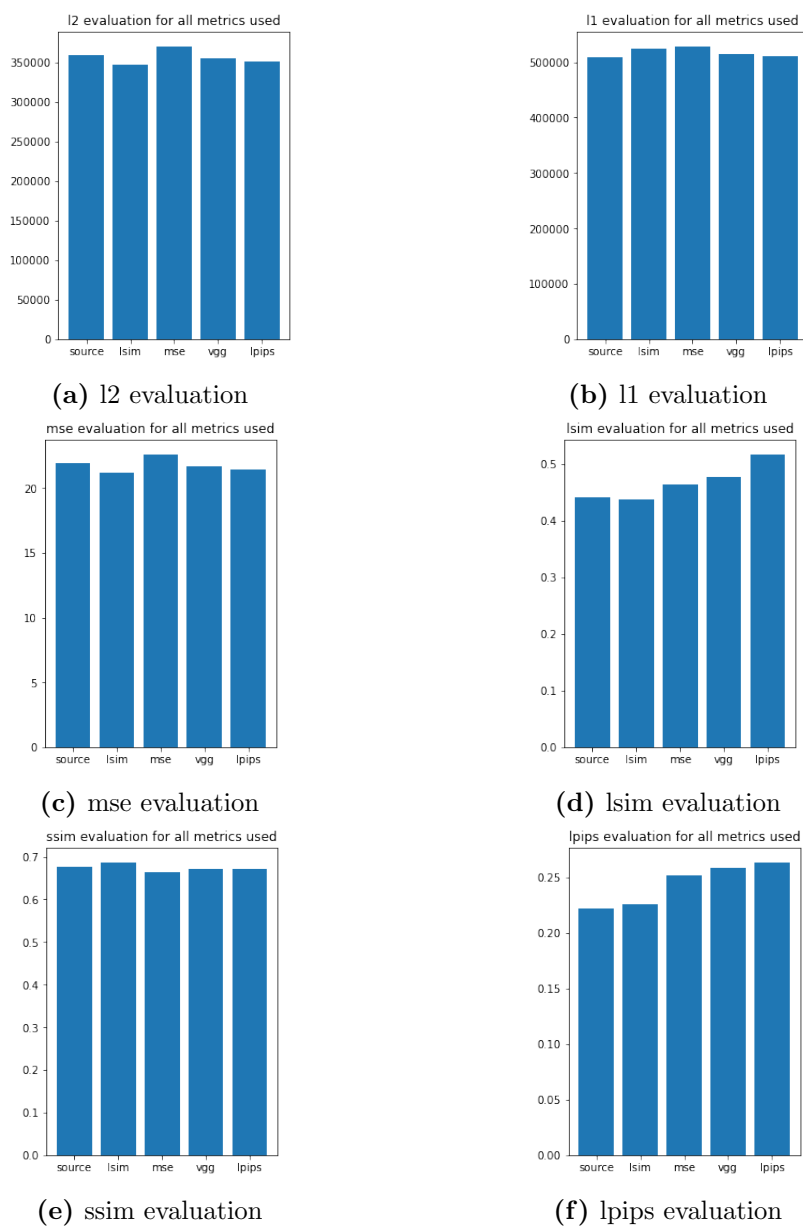 l2 evaluation for all metrics used
350000
300000
250000
200000
150000
100000
50000
0
source lsim mse vgg lpips
(a) l2 evaluation
l1 evaluation for all metrics used
500000
400000
300000
200000
100000
0
source lsim mse vgg lpips
(b) l1 evaluation
mse evaluation for all metrics used
20
15
10
5
0
source lsim mse vgg lpips
(c) mse evaluation
lsim evaluation for all metrics used
0.5
0.4
0.3
0.2
0.1
0.0
source lsim mse vgg lpips
(d) lsim evaluation
ssim evaluation for all metrics used
0.7
0.6
0.5
0.4
0.3
0.2
0.1
0.0
source lsim mse vgg lpips
(e) ssim evaluation
lpips evaluation for all metrics used
0.25
0.20
0.15
0.10
0.05
0.00
source lsim mse vgg lpips
(f) lpips evaluation